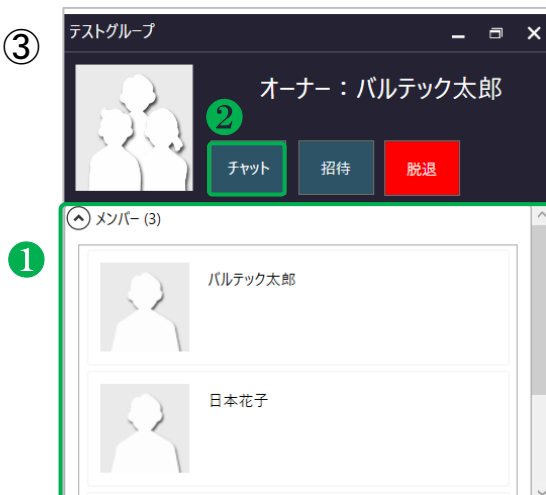 ③
テストグループ
オーナー：バルテック太郎
❷
チャット 招待 脱退
メンバー (3)
❶
バルテック太郎
日本花子